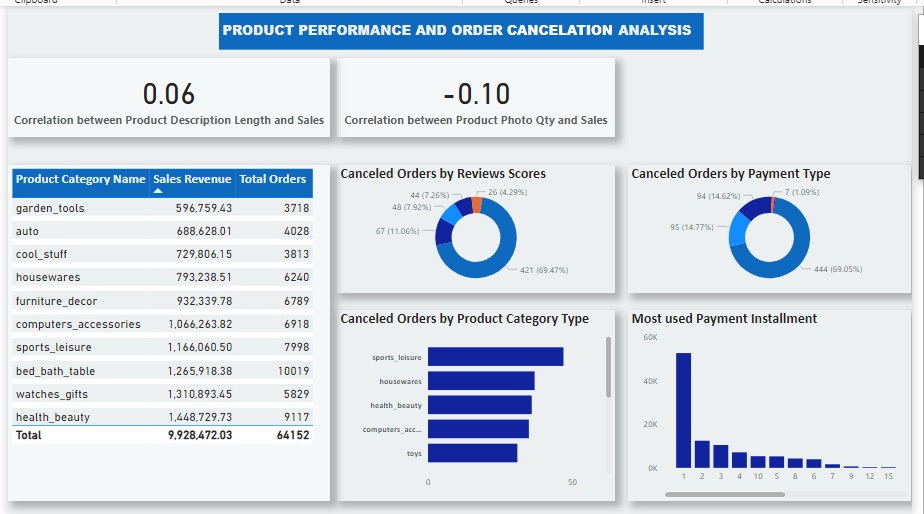 Clipboard Data Queries Insert Calculations Sensitivity
PRODUCT PERFORMANCE AND ORDER CANCELATION ANALYSIS
0.06
Correlation between Product Description Length and Sales
-0.10
Correlation between Product Photo Qty and Sales
Product Category Name Sales Revenue Total Orders
garden_tools 596,759.43 3718
auto 688,628.01 4028
cool_stuff 729,806.15 3813
housewares 793,238.51 6240
furniture_decor 932,339.78 6789
computers_accessories 1,066,263.82 6918
sports_leisure 1,166,060.50 7998
bed_bath_table 1,265,918.38 10019
watches_gifts 1,310,893.45 5829
health_beauty 1,448,729.73 9117
Total 9,928,472.03 64152
Canceled Orders by Reviews Scores
44 (7.26%)
26 (4.29%)
48 (7.92%)
67 (11.06%)
421 (69.47%)
Canceled Orders by Payment Type
94 (14.62%)
7 (1.09%)
95 (14.77%)
444 (69.05%)
Canceled Orders by Product Category Type
sports_leisure
housewares
health_beauty
computers_acc...
toys
0 50
Most used Payment Installment
60K
40K
20K
0K
1 2 3 4 10 5 8 6 7 9 12 15